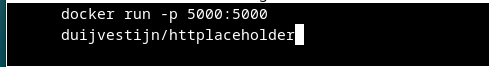 docker run -p 5000:5000
duijvestijn/httplaceholder